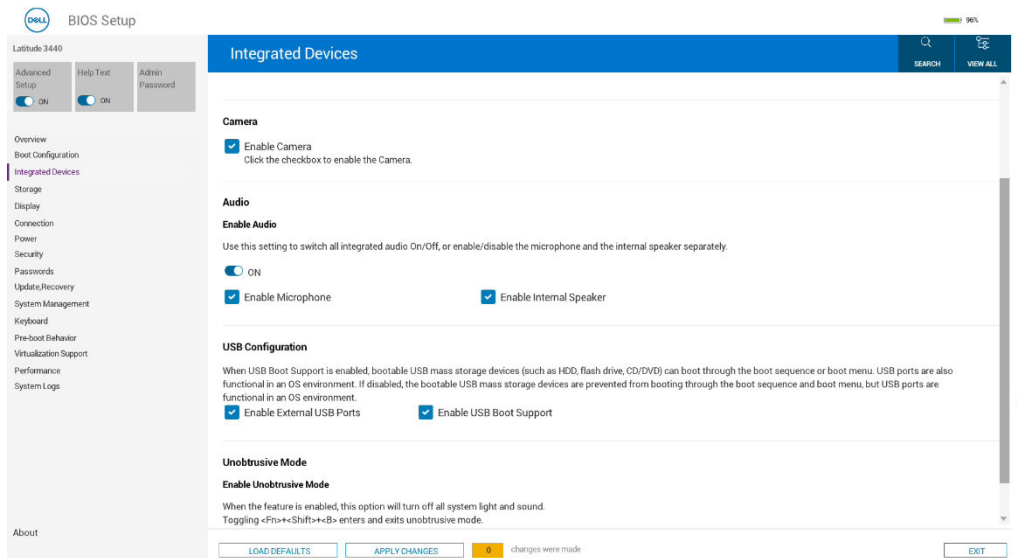 DELL
BIOS Setup
96%
Latitude 3440
Advanced Setup
ON
Help Text
ON
Admin Password
Integrated Devices
SEARCH
VIEW ALL
Overview
Boot Configuration
Integrated Devices
Storage
Display
Connection
Power
Security
Passwords
Update,Recovery
System Management
Keyboard
Pre-boot Behavior
Virtualization Support
Performance
System Logs
About
Camera
Enable Camera
Click the checkbox to enable the Camera.
Audio
Enable Audio
Use this setting to switch all integrated audio On/Off, or enable/disable the microphone and the internal speaker separately.
ON
Enable Microphone
Enable Internal Speaker
USB Configuration
When USB Boot Support is enabled, bootable USB mass storage devices (such as HDD, flash drive, CD/DVD) can boot through the boot sequence or boot menu. USB ports are also
functional in an OS environment. If disabled, the bootable USB mass storage devices are prevented from booting through the boot sequence and boot menu, but USB ports are
functional in an OS environment.
Enable External USB Ports
Enable USB Boot Support
Unobtrusive Mode
Enable Unobtrusive Mode
When the feature is enabled, this option will turn off all system light and sound.
Toggling <Fn>+<Shift>+<B> enters and exits unobtrusive mode.
LOAD DEFAULTS
APPLY CHANGES
0
changes were made
EXIT